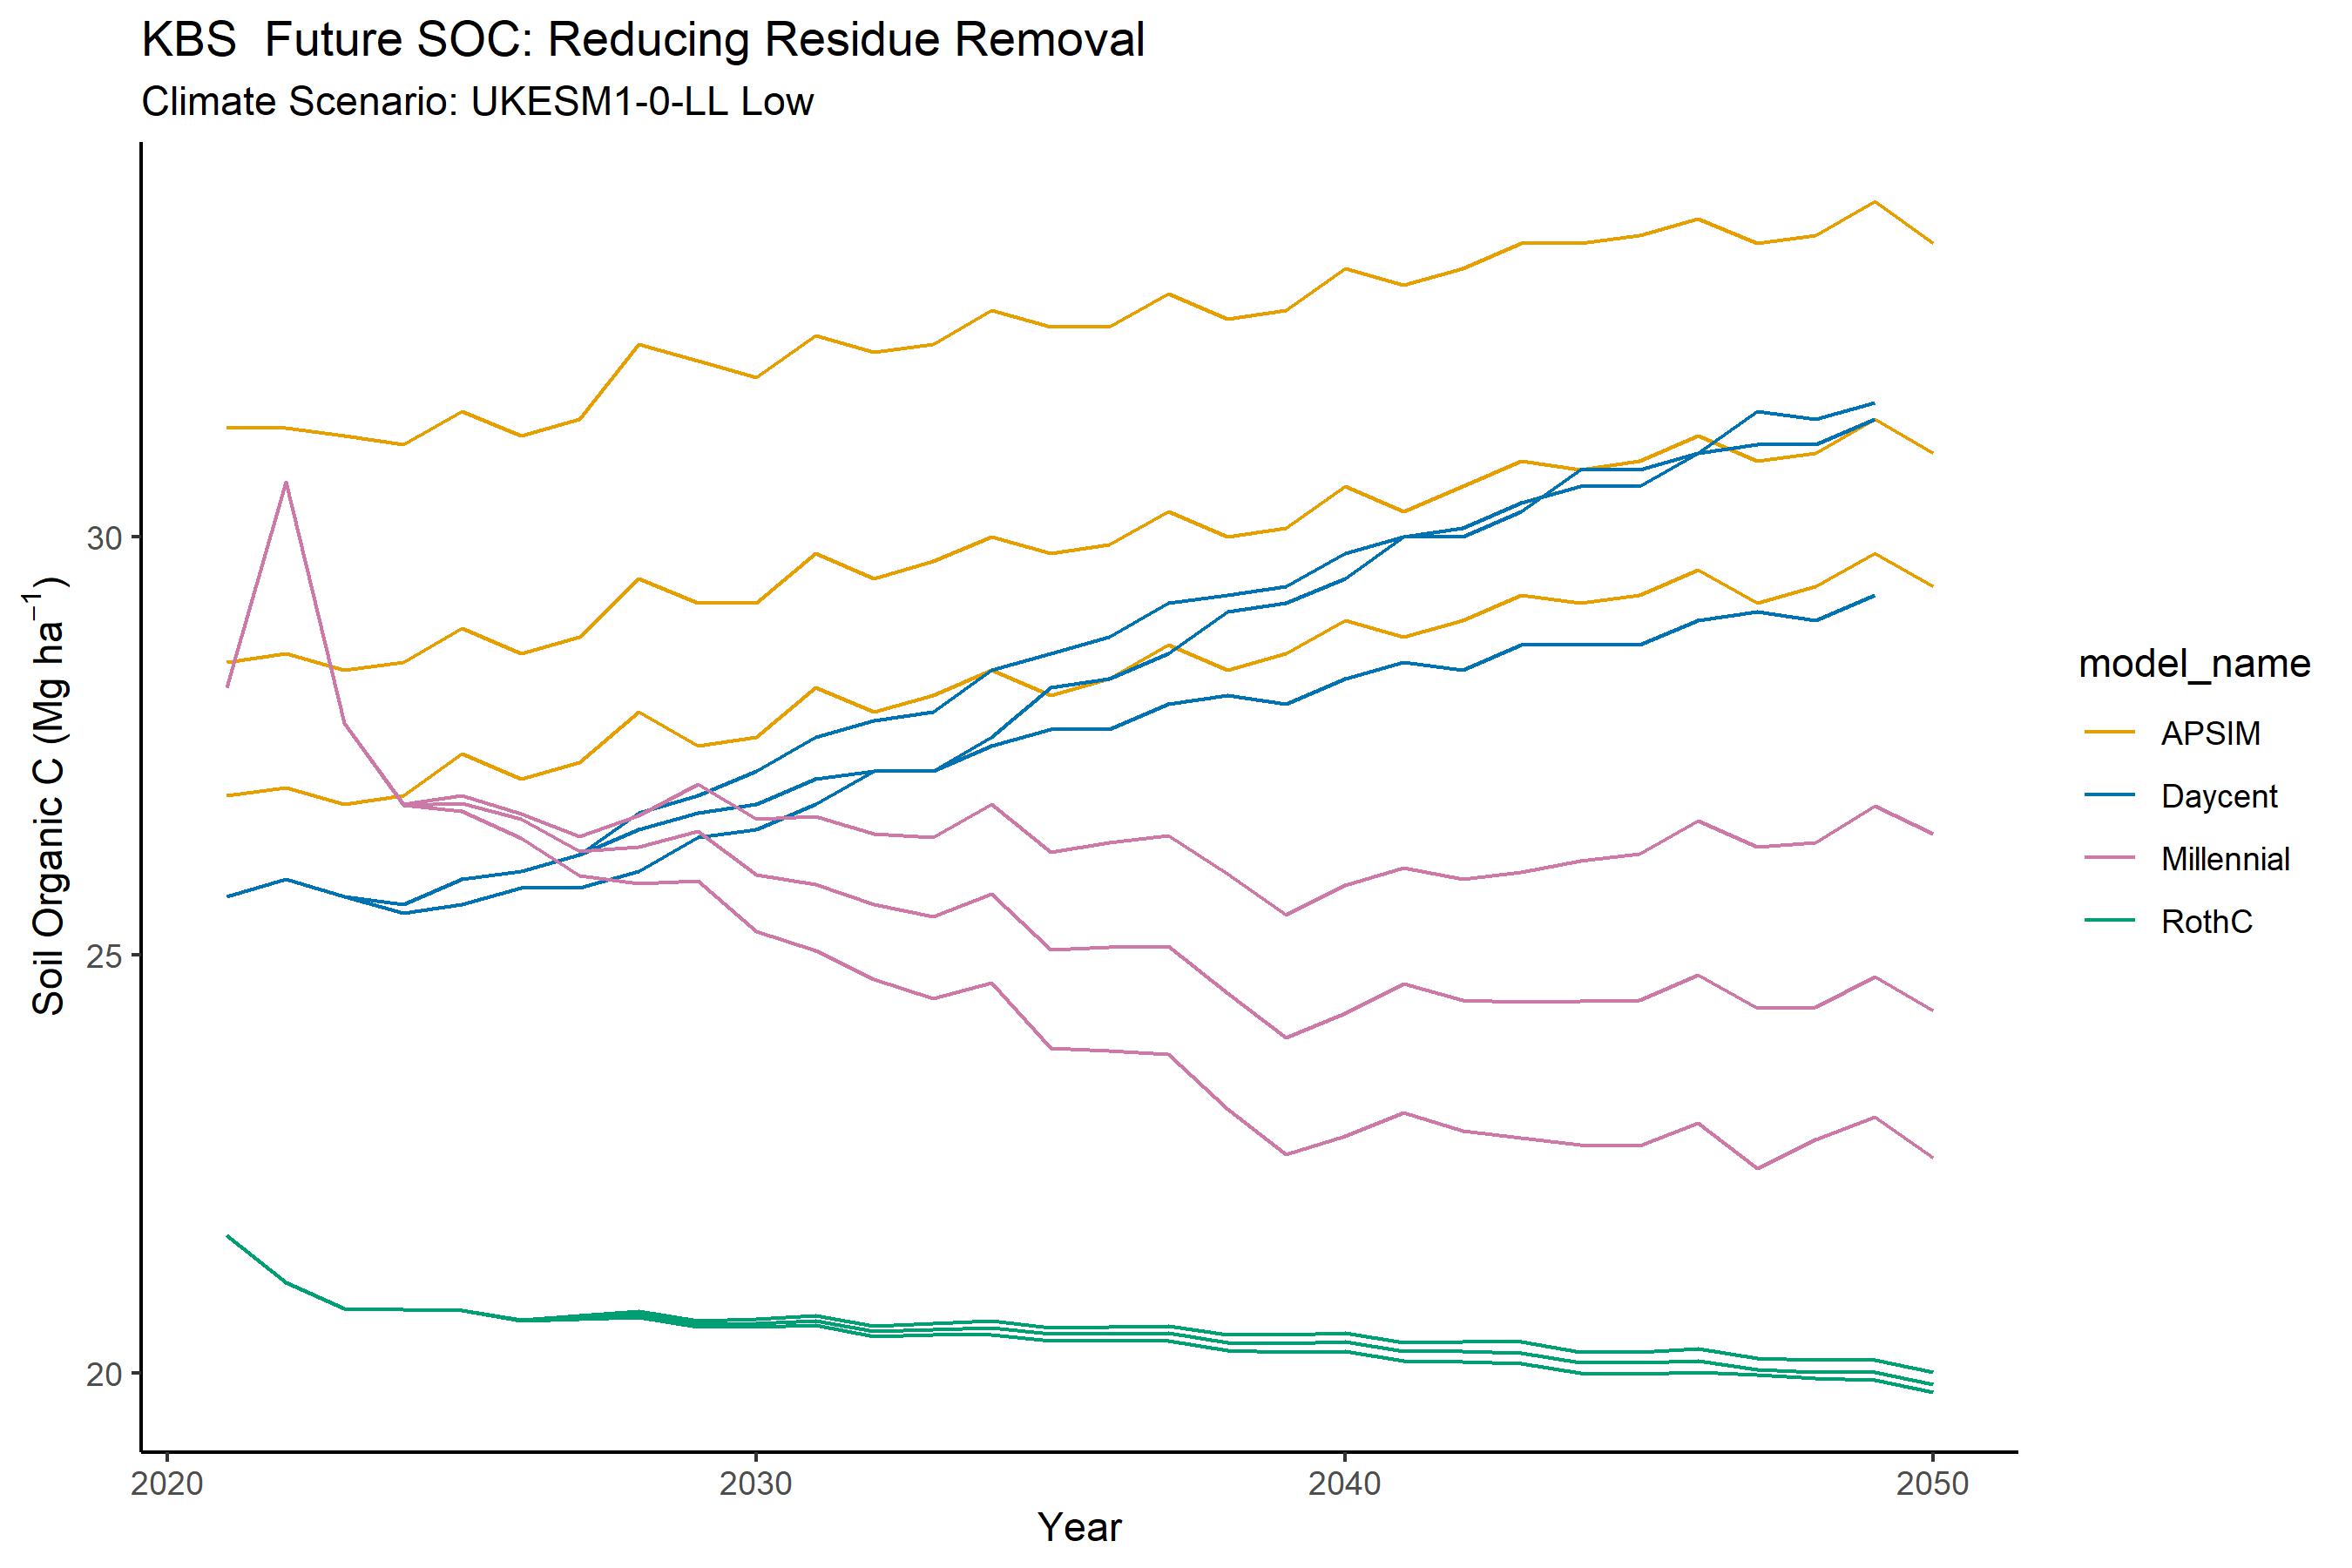 KBS  Future SOC: Reducing Residue Removal
Climate Scenario: UKESM1-0-LL Low
Soil Organic C (Mg ha⁻¹)
30
25
20
2020
2030
2040
2050
Year
model_name
APSIM
Daycent
Millennial
RothC